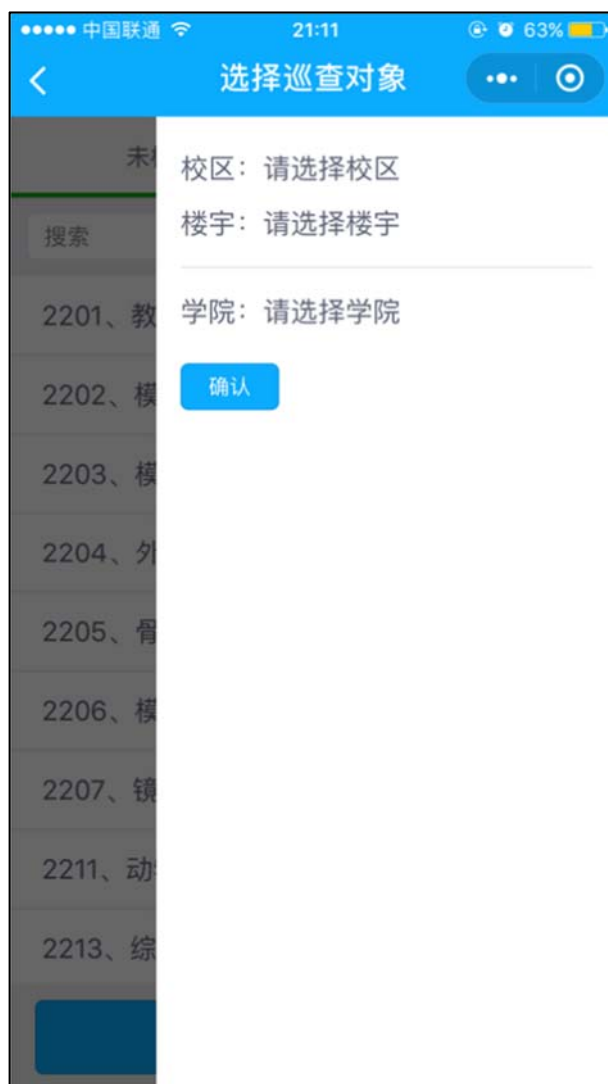 中国联通 21:11 63%
选择巡查对象
未
校区：请选择校区
楼宇：请选择楼宇
搜索
2201、教
学院：请选择学院
2202、模
确认
2203、模
2204、外
2205、骨
2206、模
2207、镜
2211、动
2213、综